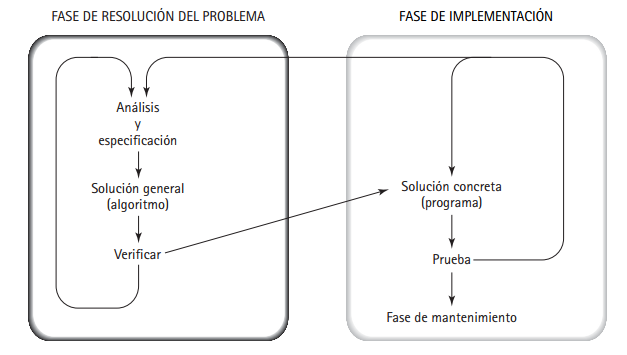 FASE DE RESOLUCIÓN DEL PROBLEMA
FASE DE IMPLEMENTACIÓN
Análisis
y
especificación
Solución general
(algoritmo)
Verificar
Solución concreta
(programa)
Prueba
Fase de mantenimiento